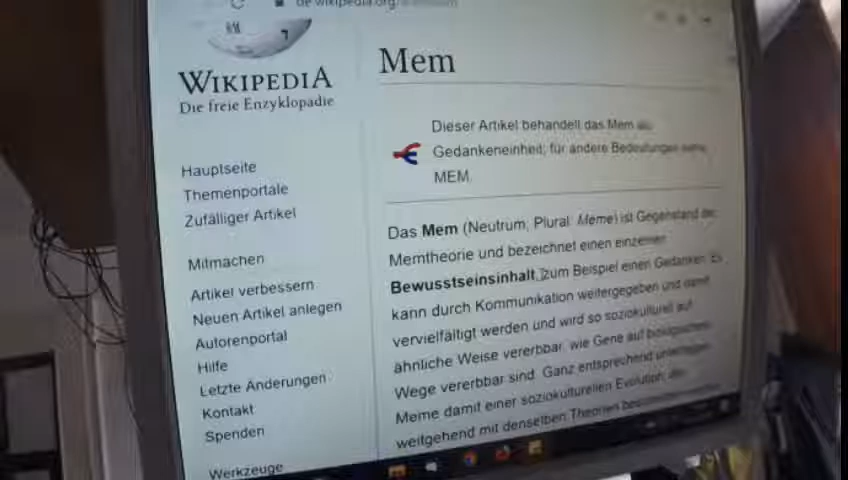 de.wikipedia.org
WIKIPEDIA
Die freie Enzyklopädie
Hauptseite
Themenportale
Zufälliger Artikel
Mitmachen
Artikel verbessern
Neuen Artikel anlegen
Autorenportal
Hilfe
Letzte Änderungen
Kontakt
Spenden
Werkzeuge
Mem
Dieser Artikel behandelt das Mem als
Gedankeneinheit; für andere Bedeutungen siehe
MEM.
Das Mem (Neutrum; Plural: Meme) ist Gegenstand der
Memtheorie und bezeichnet einen einzelnen
Bewusstseinsinhalt, zum Beispiel einen Gedanken. Es
kann durch Kommunikation weitergegeben und damit
vervielfältigt werden und wird so soziokulturell auf
ähnliche Weise vererbbar, wie Gene auf biologischem
Wege vererbbar sind. Ganz entsprechend unterliegen
Meme damit einer soziokulturellen Evolution, die
weitgehend mit denselben Theorien